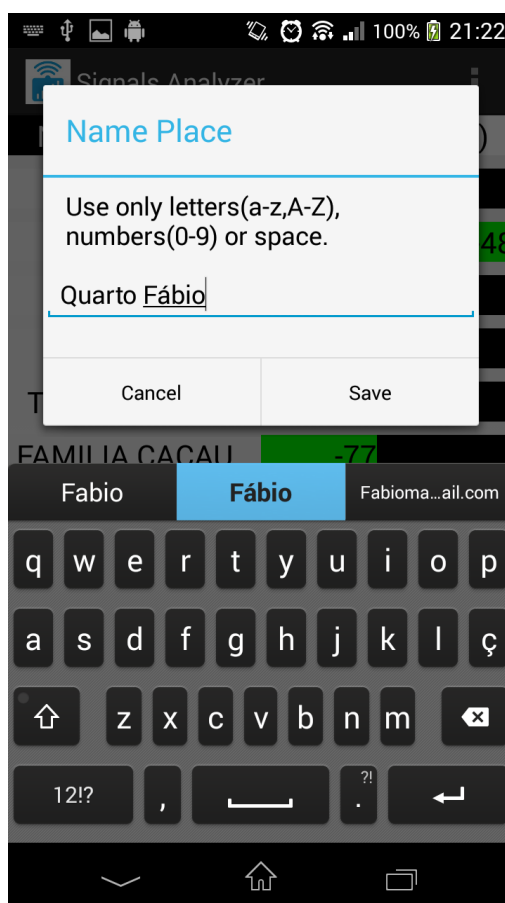 100% 21:22
Signals Analyzer
Name Place
Use only letters(a-z,A-Z),
numbers(0-9) or space.
Quarto Fábio
Cancel Save
FAMILIA CACAU -77
Fabio Fábio Fabioma...ail.com
q w e r t y u i o p
a s d f g h j k l ç
z x c v b n m
12!? , ?! .